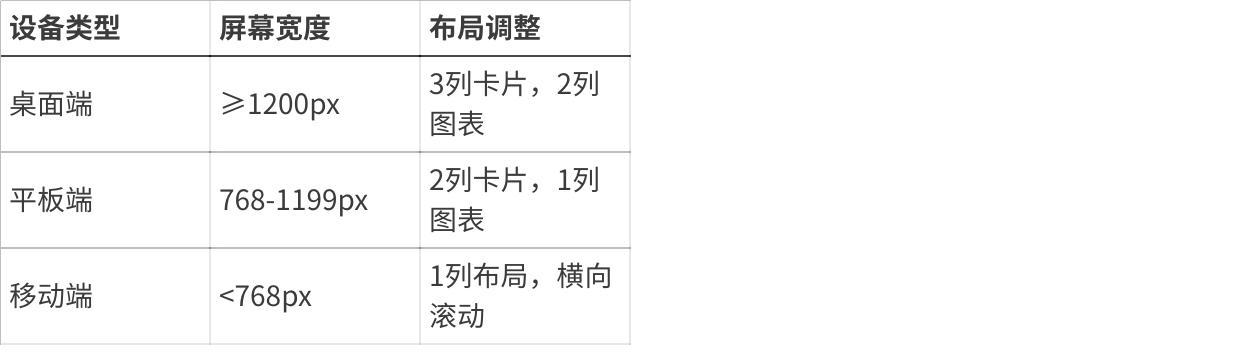 设备类型 屏幕宽度 布局调整
桌面端 ≥1200px 3列卡片，2列
图表
平板端 768-1199px 2列卡片，1列
图表
移动端 <768px 1列布局，横向
滚动